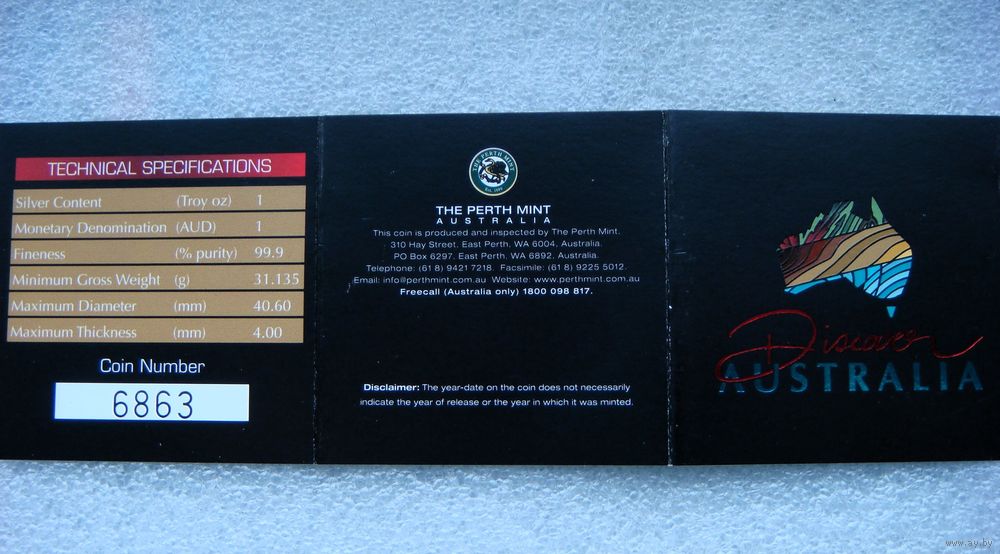 TECHNICAL SPECIFICATIONS
Silver Content (Troy oz) 1
Monetary Denomination (AUD) 1
Fineness (% purity) 99.9
Minimum Gross Weight (g) 31.135
Maximum Diameter (mm) 40.60
Maximum Thickness (mm) 4.00
Coin Number
6863
THE PERTH MINT
Est. 1899
THE PERTH MINT
AUSTRALIA
This coin is produced and inspected by The Perth Mint.
310 Hay Street, East Perth, WA 6004, Australia.
PO Box 6297, East Perth, WA 6892, Australia.
Telephone: (61 8) 9421 7218. Facsimile: (61 8) 9225 5012.
Email: info@perthmint.com.au Website: www.perthmint.com.au
Freecall (Australia only) 1800 098 817.
Disclaimer: The year-date on the coin does not necessarily
indicate the year of release or the year in which it was minted.
Discover
AUSTRALIA
www.ay.by